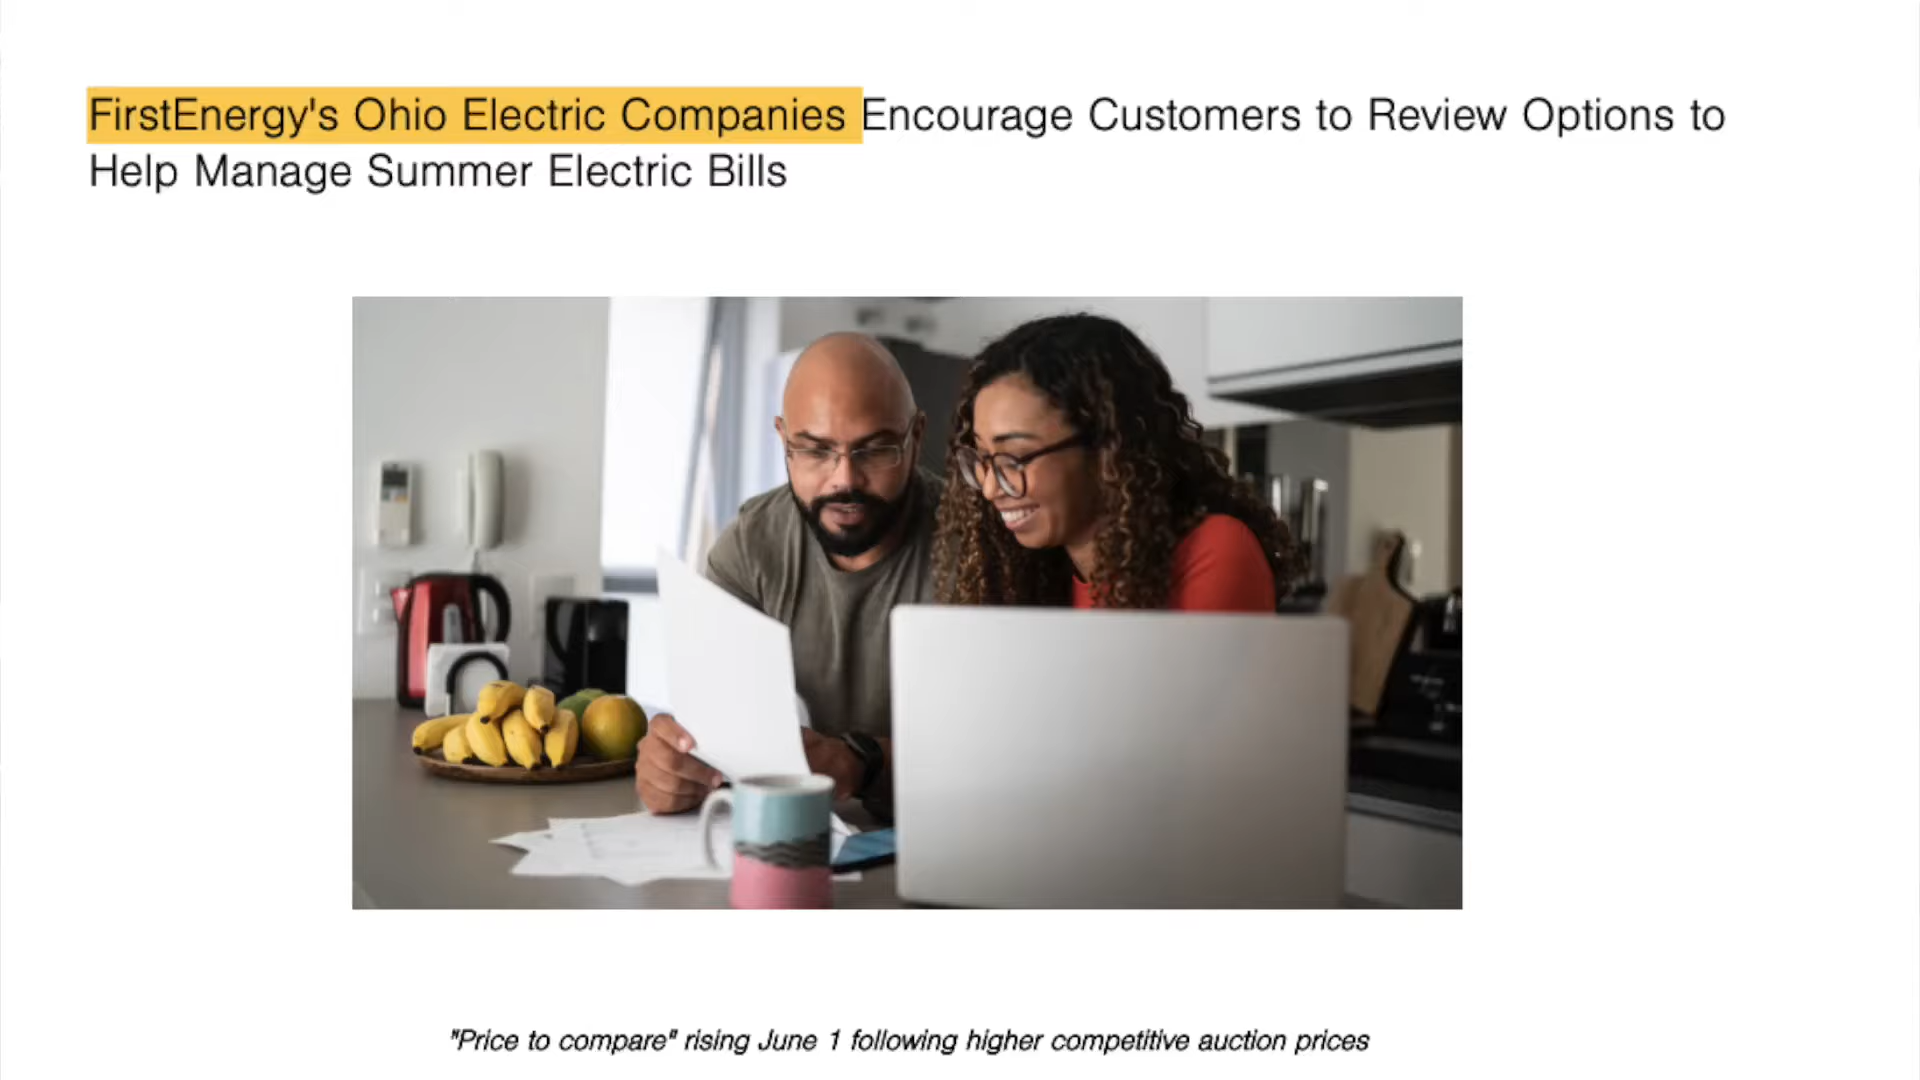 FirstEnergy's Ohio Electric Companies Encourage Customers to Review Options to
Help Manage Summer Electric Bills
"Price to compare" rising June 1 following higher competitive auction prices